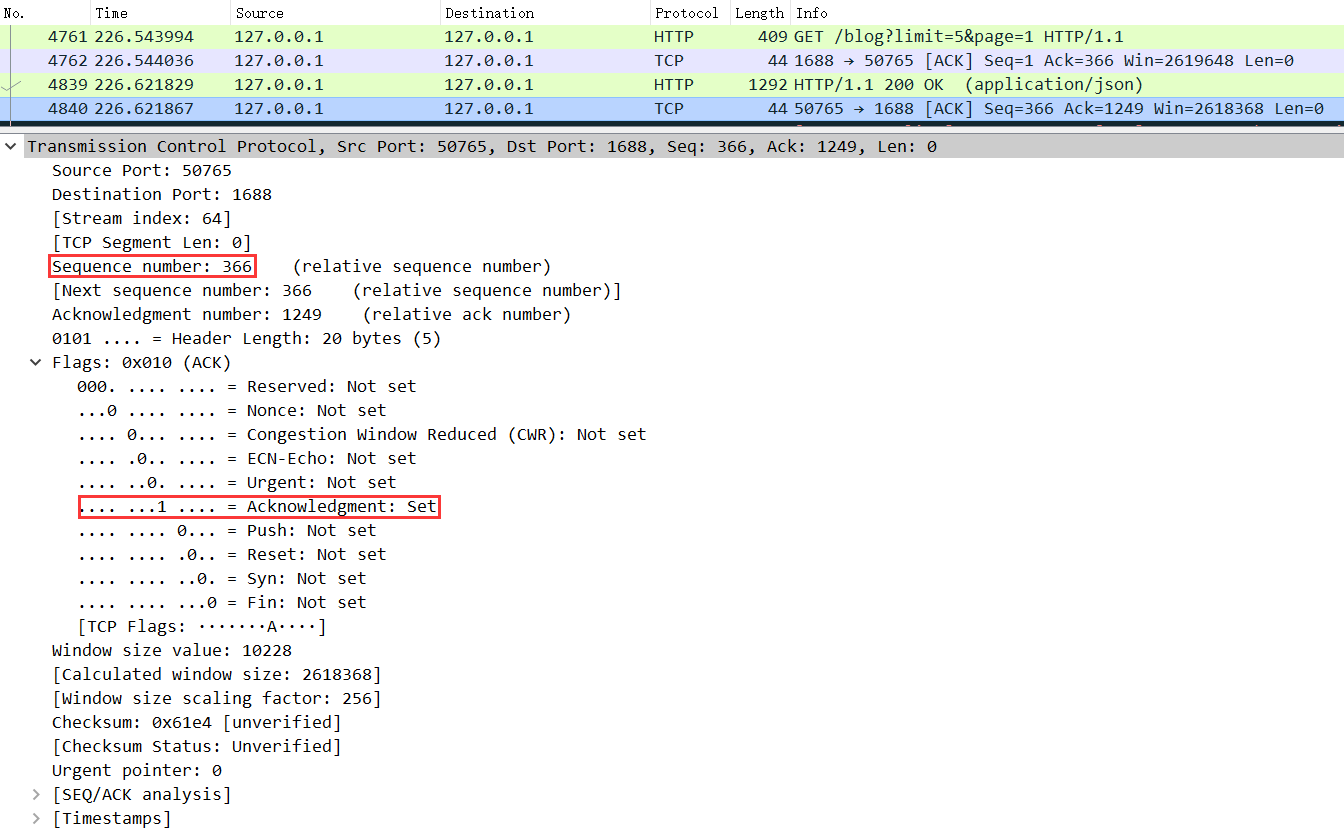 No. Time Source Destination Protocol Length Info
4761 226.543994 127.0.0.1 127.0.0.1 HTTP 409 GET /blog?limit=5&page=1 HTTP/1.1
4762 226.544036 127.0.0.1 127.0.0.1 TCP 44 1688 → 50765 [ACK] Seq=1 Ack=366 Win=2619648 Len=0
4839 226.621829 127.0.0.1 127.0.0.1 HTTP 1292 HTTP/1.1 200 OK  (application/json)
4840 226.621867 127.0.0.1 127.0.0.1 TCP 44 50765 → 1688 [ACK] Seq=366 Ack=1249 Win=2618368 Len=0
Transmission Control Protocol, Src Port: 50765, Dst Port: 1688, Seq: 366, Ack: 1249, Len: 0
Source Port: 50765
Destination Port: 1688
[Stream index: 64]
[TCP Segment Len: 0]
Sequence number: 366    (relative sequence number)
[Next sequence number: 366    (relative sequence number)]
Acknowledgment number: 1249    (relative ack number)
0101 .... = Header Length: 20 bytes (5)
Flags: 0x010 (ACK)
000. .... .... = Reserved: Not set
...0 .... .... = Nonce: Not set
.... 0... .... = Congestion Window Reduced (CWR): Not set
.... .0.. .... = ECN-Echo: Not set
.... ..0. .... = Urgent: Not set
.... ...1 .... = Acknowledgment: Set
.... .... 0... = Push: Not set
.... .... .0.. = Reset: Not set
.... .... ..0. = Syn: Not set
.... .... ...0 = Fin: Not set
[TCP Flags: ·······A····]
Window size value: 10228
[Calculated window size: 2618368]
[Window size scaling factor: 256]
Checksum: 0x61e4 [unverified]
[Checksum Status: Unverified]
Urgent pointer: 0
[SEQ/ACK analysis]
[Timestamps]